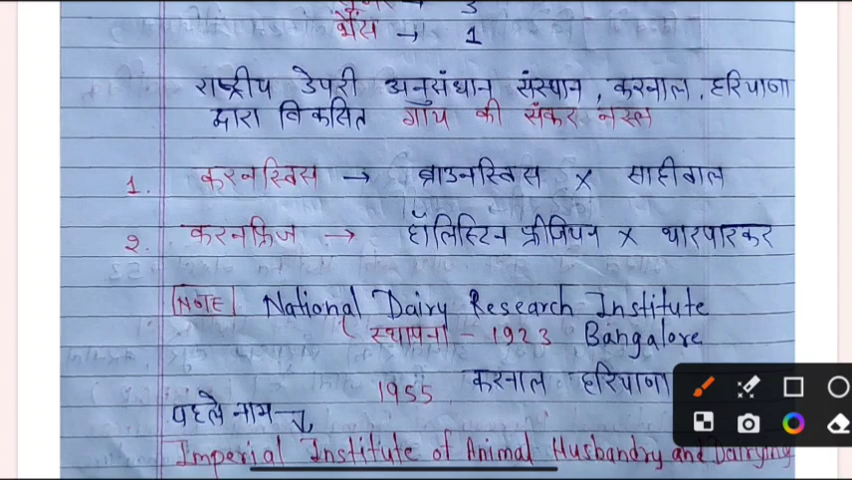 → 3
भैंस → 1
राष्ट्रीय डेयरी अनुसंधान संस्थान, करनाल, हरियाणा
द्वारा विकसित गाय की संकर नस्ल
1. करनस्विस → ब्राउनस्विस x साहीवाल
2. करनफ्रिज → हॉलिस्टिन फ्रीजियन x थारपारकर
NOTE National Dairy Research Institute
( स्थापना - 1923 Bangalore
1955 करनाल हरियाणा
पहले नाम →
Imperial Institute of Animal Husbandry and Dairying